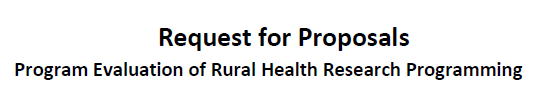 Request for Proposals
Program Evaluation of Rural Health Research Programming